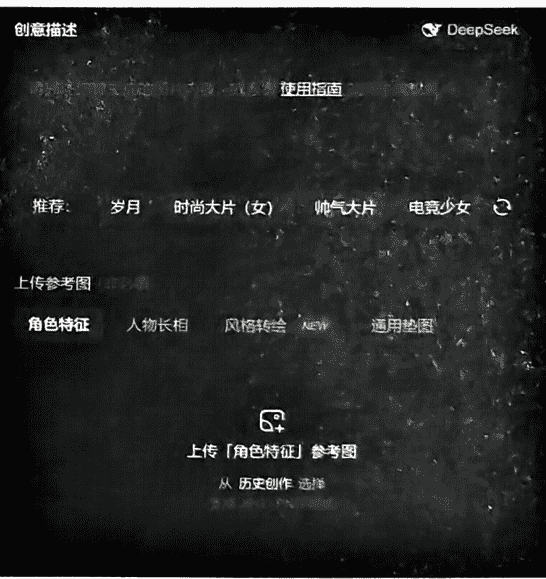 创意描述 DeepSeek
使用指南
推荐: 岁月 时尚大片（女） 帅气大片 电竞少女
上传参考图
角色特征 人物长相 风格转绘 NEW 通用垫图
上传「角色特征」参考图
从 历史创作 选择